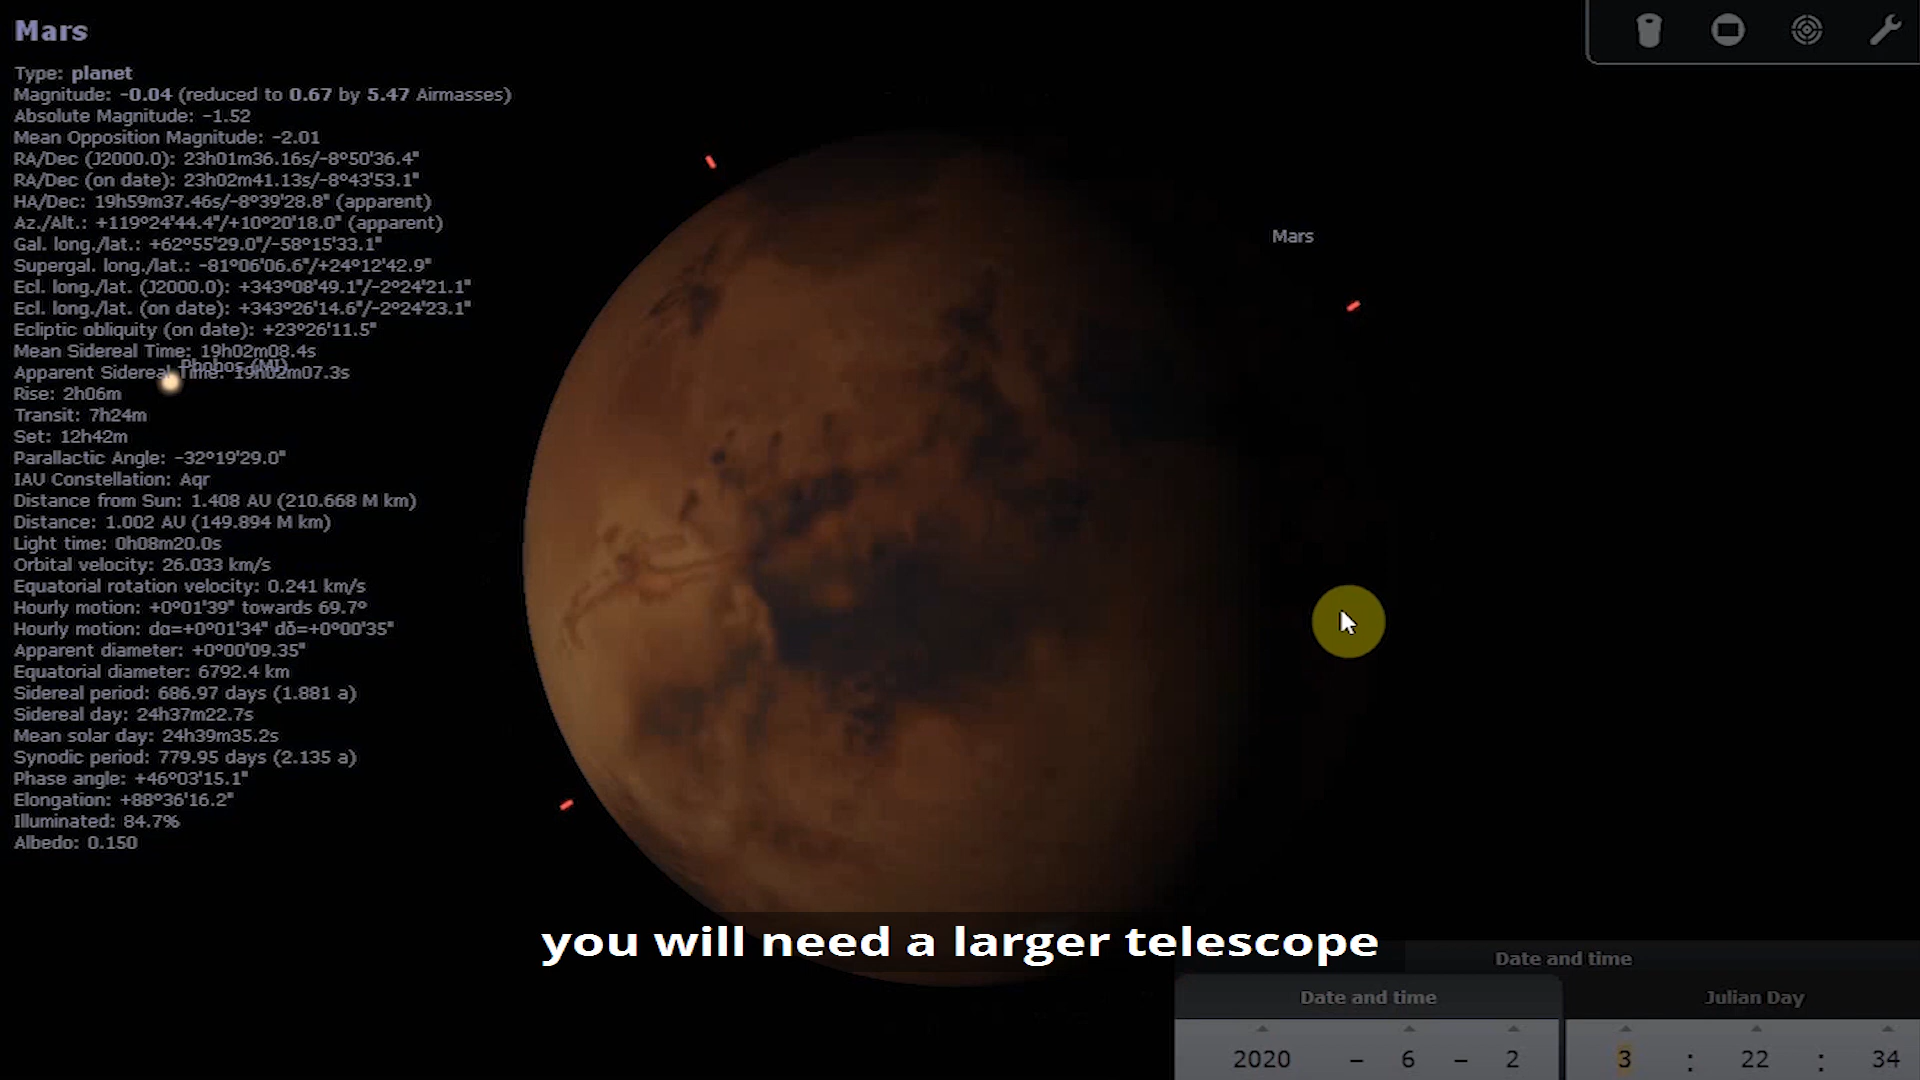 Mars
Type: planet
Magnitude: -0.04 (reduced to 0.67 by 5.47 Airmasses)
Absolute Magnitude: -1.52
Mean Opposition Magnitude: -2.01
RA/Dec (J2000.0): 23h01m36.16s/-8°50'36.4"
RA/Dec (on date): 23h02m41.13s/-8°43'53.1"
HA/Dec: 19h59m37.46s/-8°39'28.8" (apparent)
Az./Alt.: +119°24'44.4"/+10°20'18.0" (apparent)
Gal. long./lat.: +62°55'29.0"/-58°15'33.1"
Supergal. long./lat.: -81°06'06.6"/+24°12'42.9"
Ecl. long./lat. (J2000.0): +343°08'49.1"/-2°24'21.1"
Ecl. long./lat. (on date): +343°26'14.6"/-2°24'23.1"
Ecliptic obliquity (on date): +23°26'11.5"
Mean Sidereal Time: 19h02m08.4s
Phobos (MI)
Apparent Sidereal Time: 19h02m07.3s
Rise: 2h06m
Transit: 7h24m
Set: 12h42m
Parallactic Angle: -32°19'29.0"
IAU Constellation: Aqr
Distance from Sun: 1.408 AU (210.668 M km)
Distance: 1.002 AU (149.894 M km)
Light time: 0h08m20.0s
Orbital velocity: 26.033 km/s
Equatorial rotation velocity: 0.241 km/s
Hourly motion: +0°01'39" towards 69.7°
Hourly motion: dα=+0°01'34" dδ=+0°00'35"
Apparent diameter: +0°00'09.35"
Equatorial diameter: 6792.4 km
Sidereal period: 686.97 days (1.881 a)
Sidereal day: 24h37m22.7s
Mean solar day: 24h39m35.2s
Synodic period: 779.95 days (2.135 a)
Phase angle: +46°03'15.1"
Elongation: +88°36'16.2"
Illuminated: 84.7%
Albedo: 0.150
Mars
you will need a larger telescope
Date and time
Date and time Julian Day
2020 - 6 - 2 3 : 22 : 34